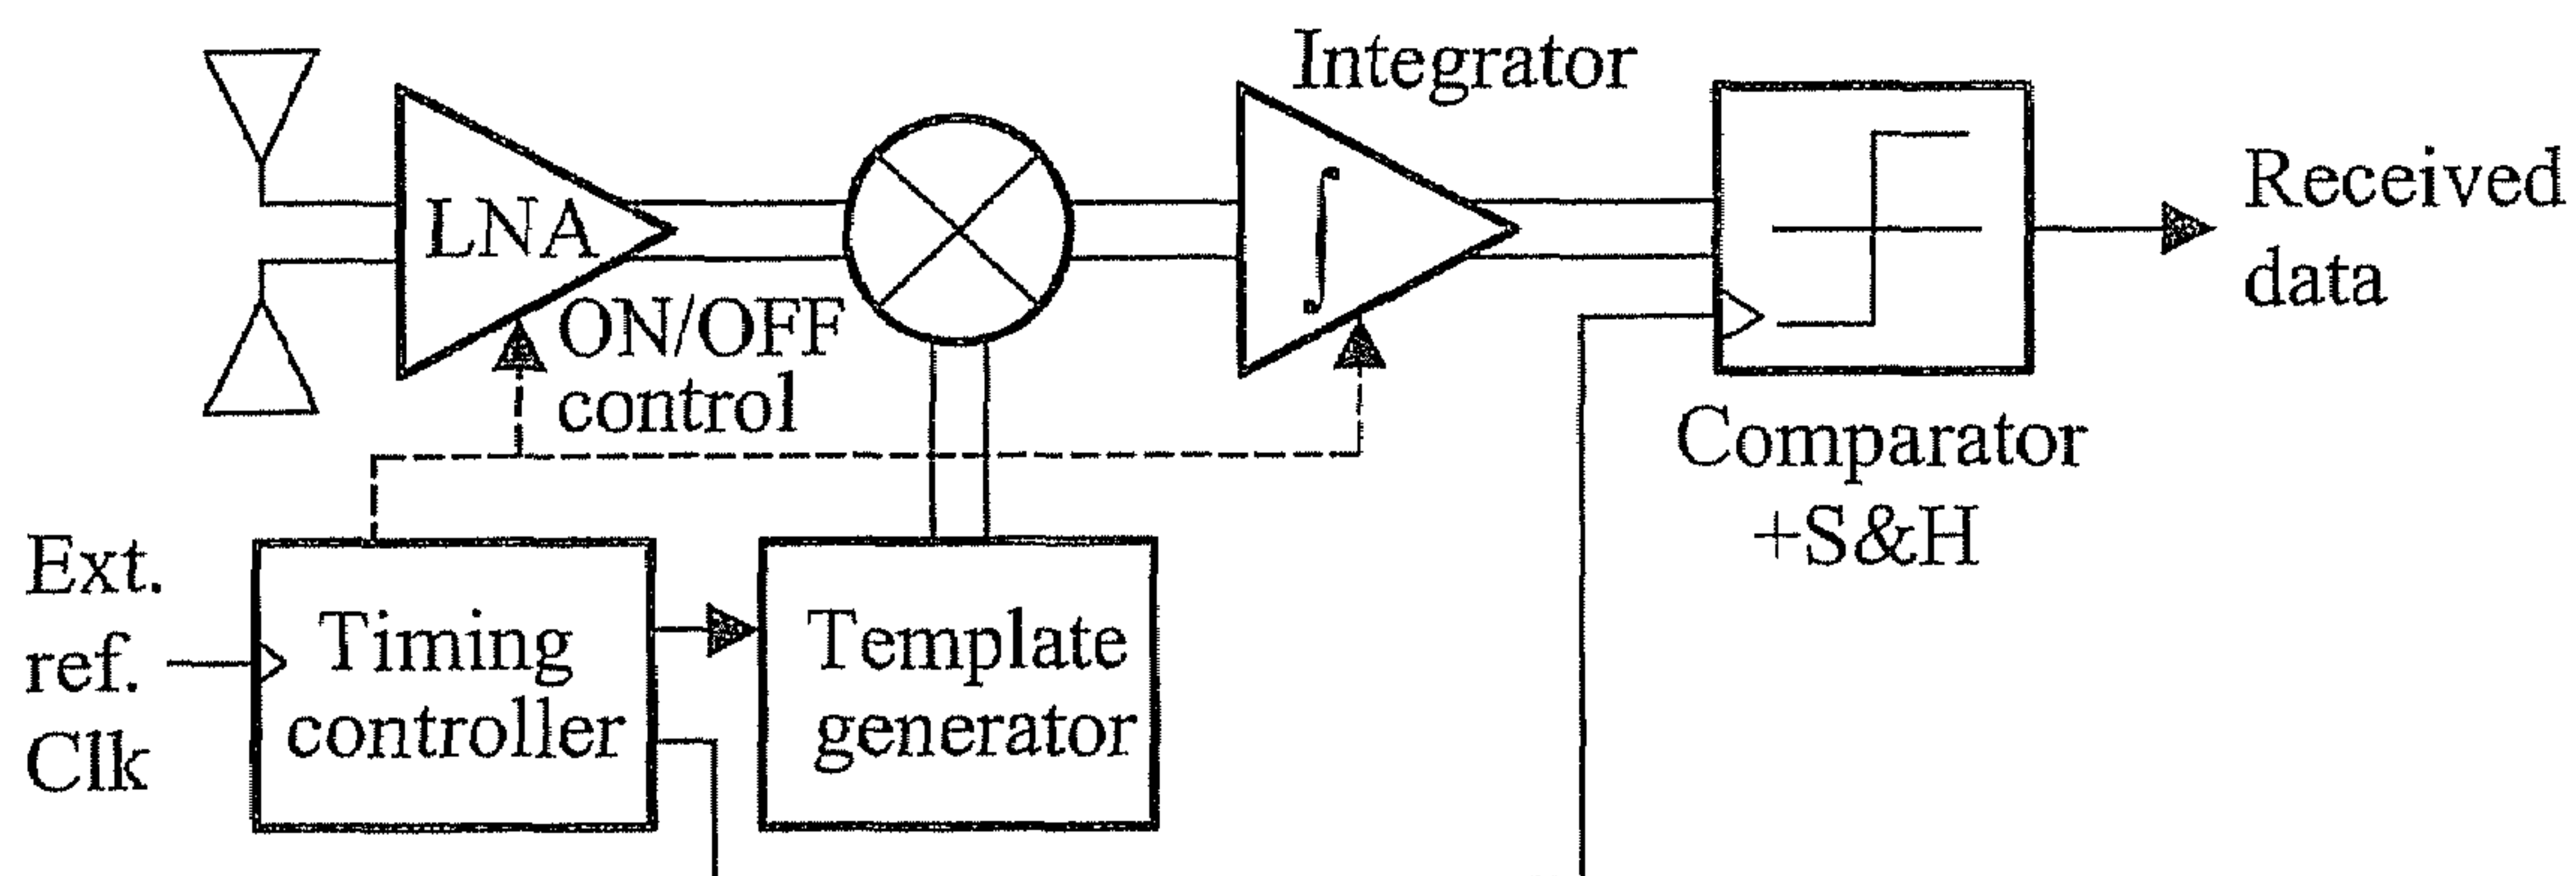 Integrator
LNA
ON/OFF
control
∫
Received
data
Comparator
+S&H
Ext.
ref.
Clk
Timing
controller
Template
generator